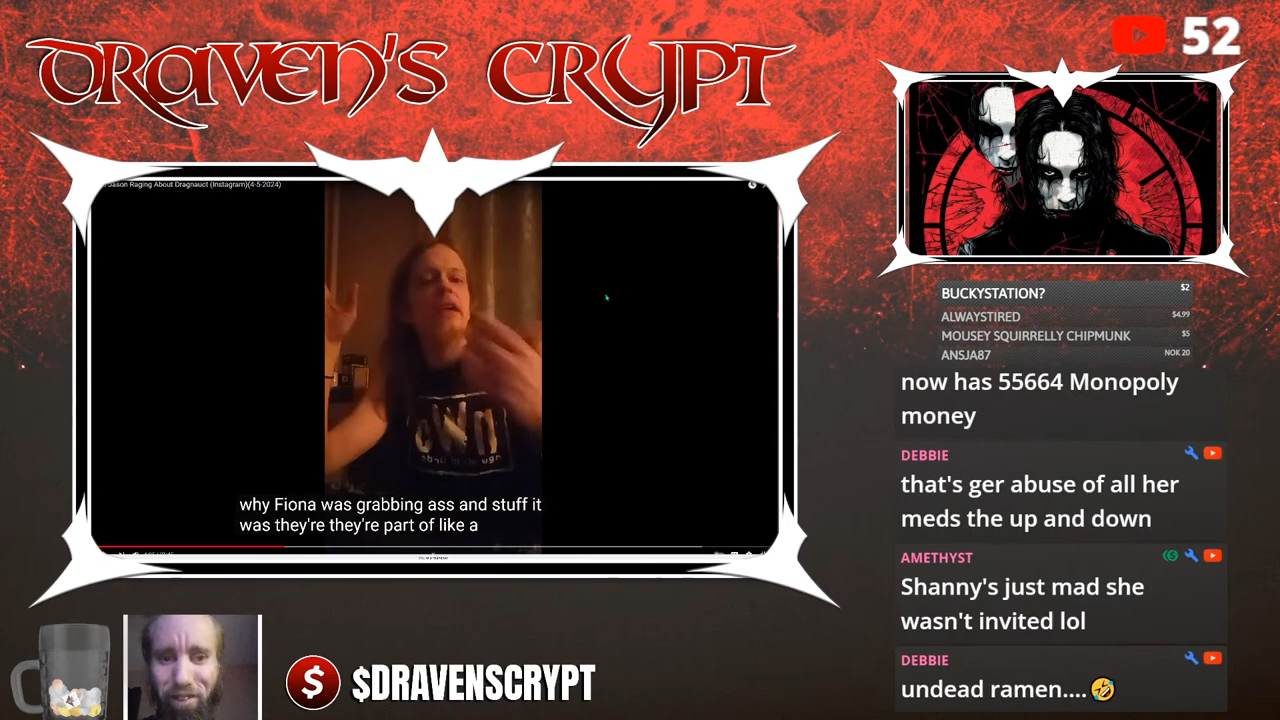 DRAVEN'S CRYPT
52
Jason Raging About Dragnauct (Instagram)(4-5-2024)
oWn
why Fiona was grabbing ass and stuff it
was they're they're part of like a
BUCKYSTATION? $2
ALWAYSTIRED $4.99
MOUSEY SQUIRRELLY CHIPMUNK $5
ANSJA87 NOK 20
now has 55664 Monopoly
money
DEBBIE
that's ger abuse of all her
meds the up and down
AMETHYST
Shanny's just mad she
wasn't invited lol
DEBBIE
undead ramen....🤣
$ $DRAVENSCRYPT